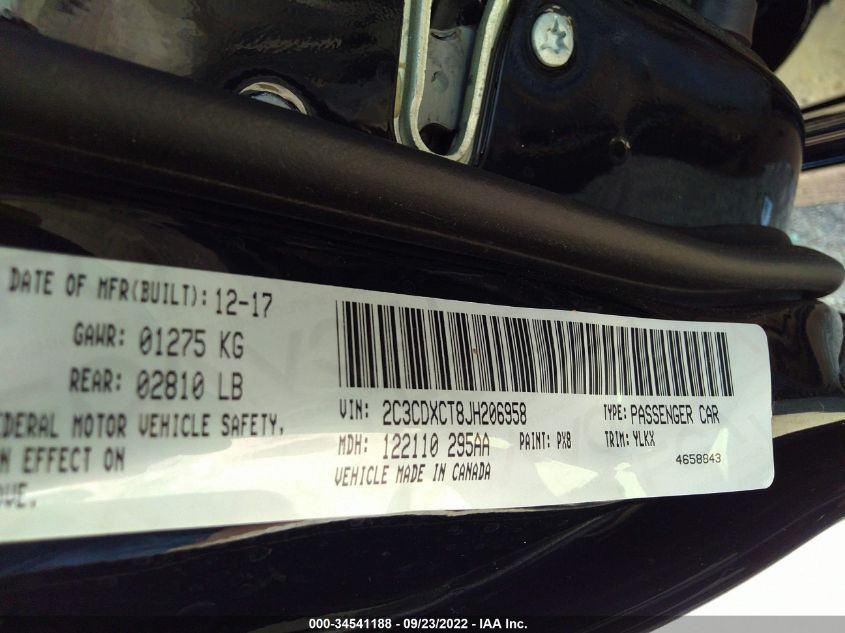 DATE OF MFR(BUILT): 12-17
GAWR: 01275 KG
REAR: 02810 LB
MOTOR VEHICLE SAFETY,
EFFECT ON
VIN: 2C3CDXCT8JH206958 TYPE: PASSENGER CAR
MDH: 122110 295AA PAINT: PX8 TRIM: YLKX
VEHICLE MADE IN CANADA 4658943
000-34541188 - 09/23/2022 - IAA Inc.